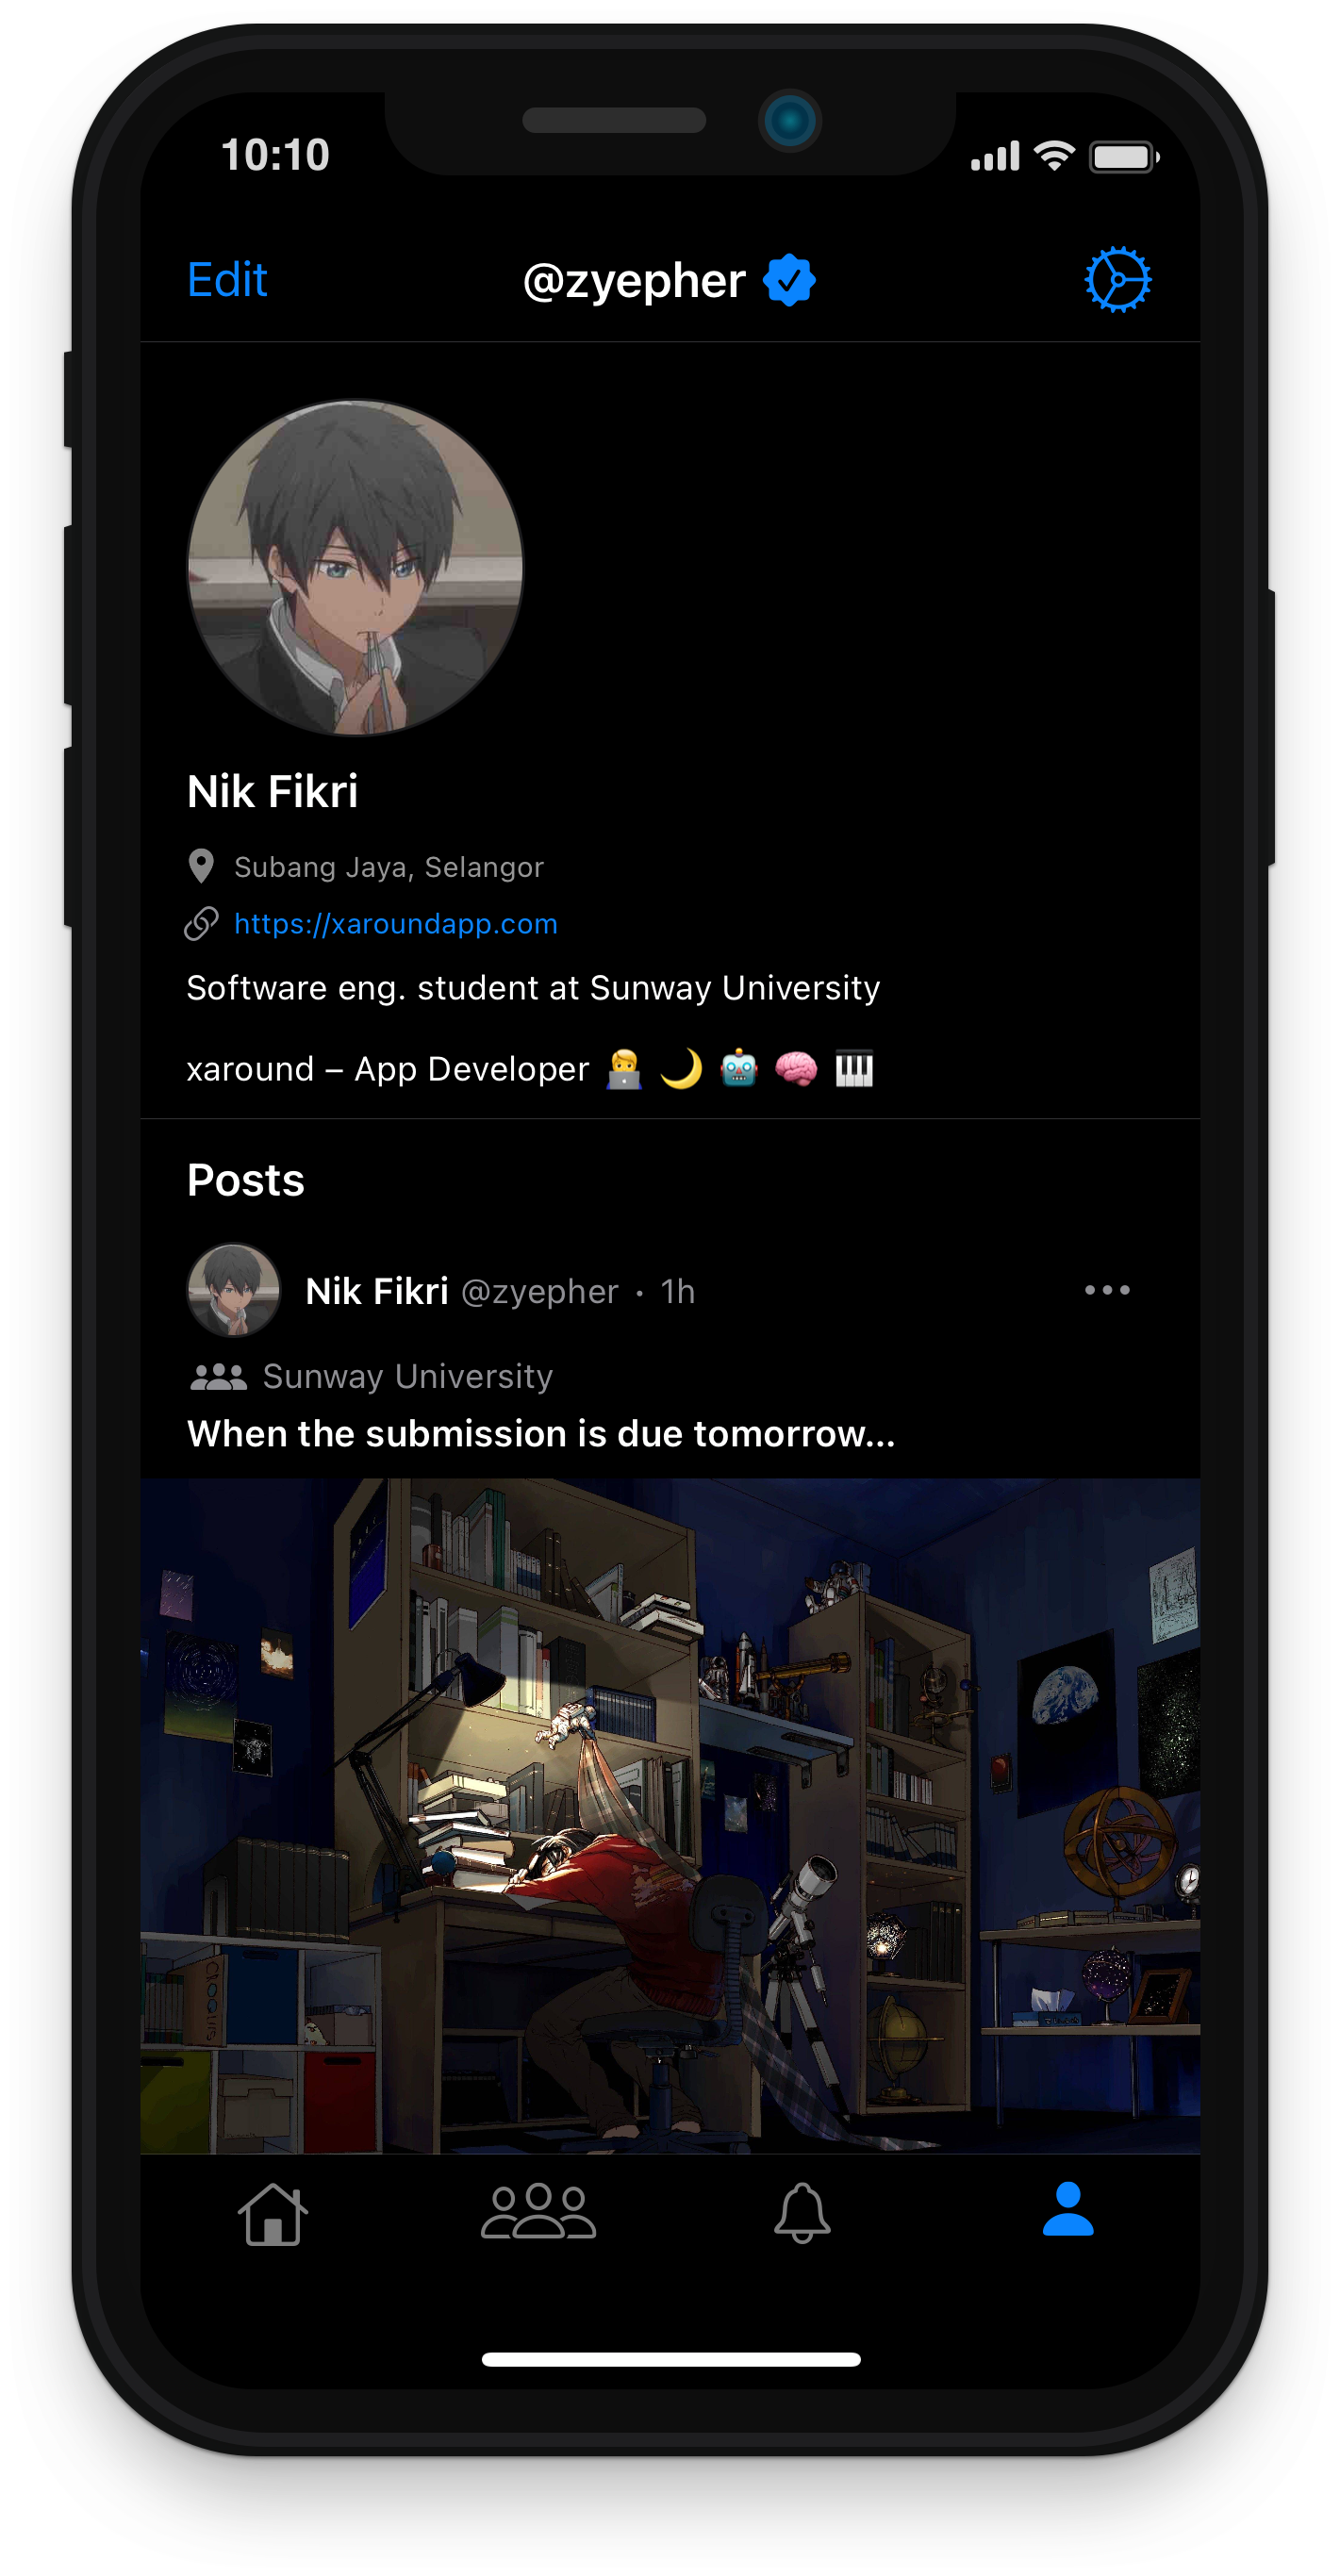 10:10
Edit @zyepher
Nik Fikri
Subang Jaya, Selangor
https://xaroundapp.com
Software eng. student at Sunway University
xaround – App Developer 👨‍💻 🌙 🤖 🧠 🎹
Posts
Nik Fikri @zyepher · 1h
Sunway University
When the submission is due tomorrow...